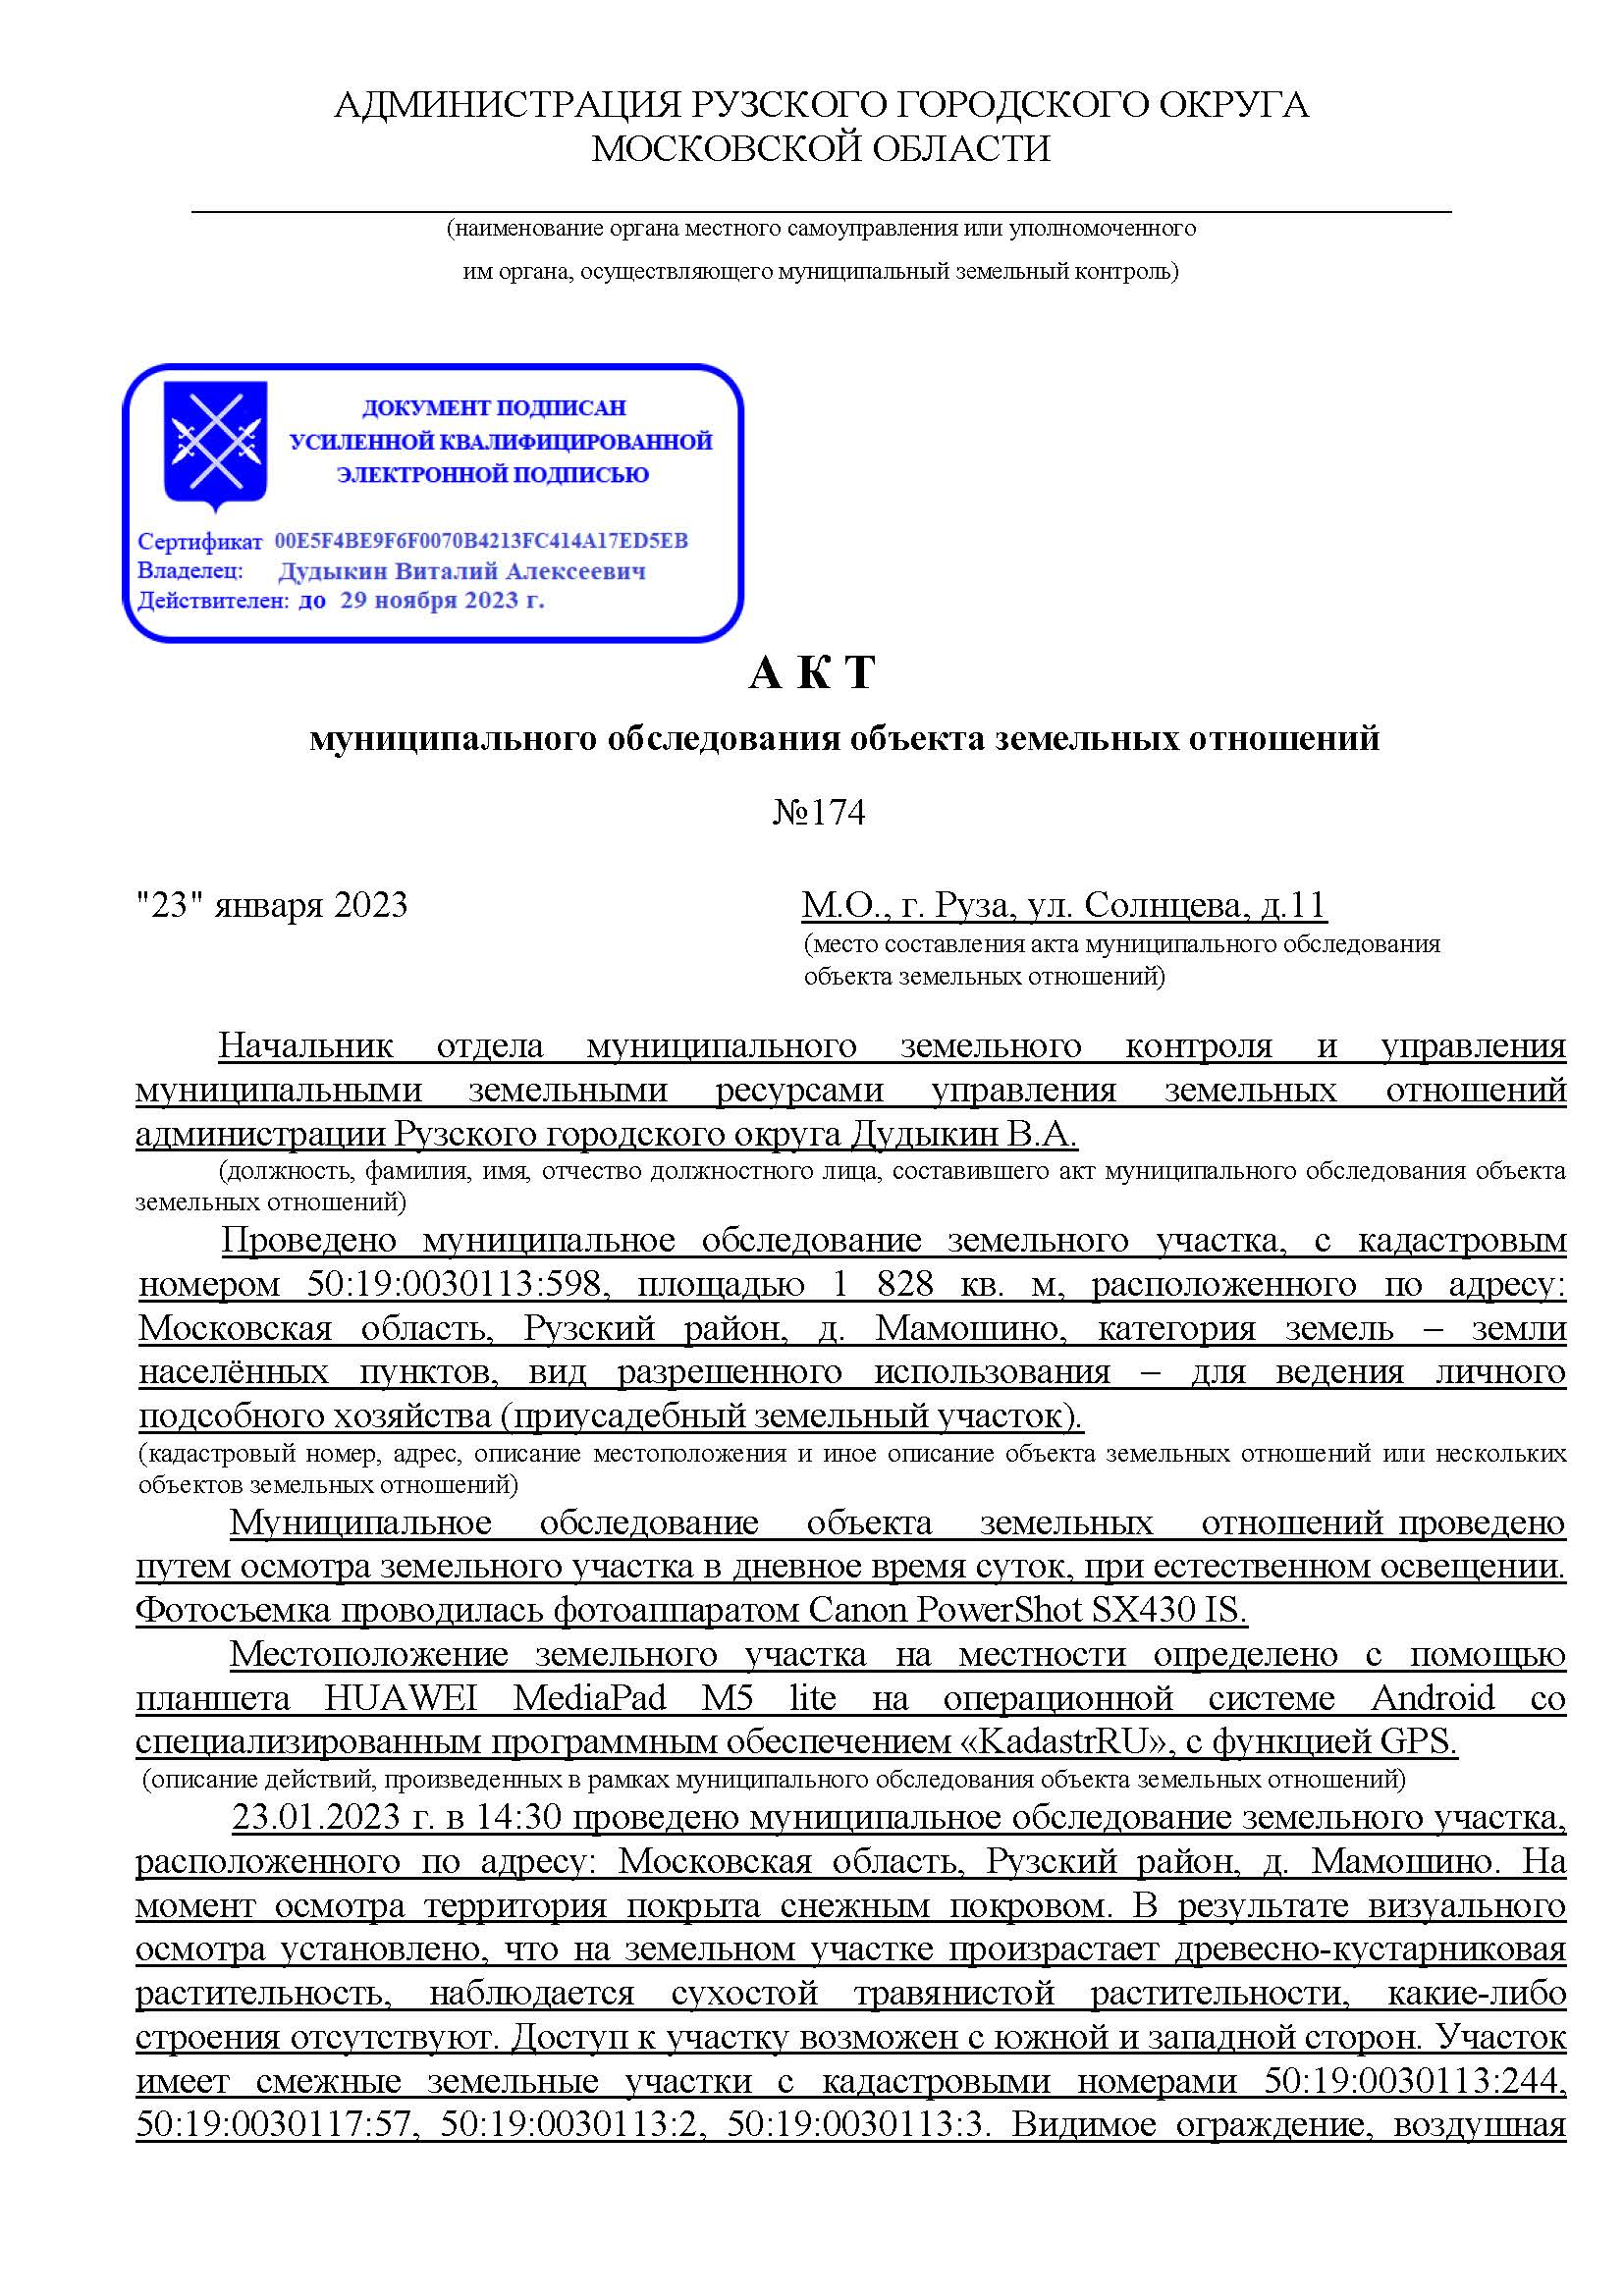 АДМИНИСТРАЦИЯ РУЗСКОГО ГОРОДСКОГО ОКРУГА
МОСКОВСКОЙ ОБЛАСТИ
(наименование органа местного самоуправления или уполномоченного
им органа, осуществляющего муниципальный земельный контроль)
ДОКУМЕНТ ПОДПИСАН
УСИЛЕННОЙ КВАЛИФИЦИРОВАННОЙ
ЭЛЕКТРОННОЙ ПОДПИСЬЮ
Сертификат 00E5F4BE9F6F0070B4213FC414A17ED5EB
Владелец: Дудыкин Виталий Алексеевич
Действителен: до 29 ноября 2023 г.
А К Т
муниципального обследования объекта земельных отношений
№174
"23" января 2023 М.О., г. Руза, ул. Солнцева, д.11
(место составления акта муниципального обследования
объекта земельных отношений)
Начальник отдела муниципального земельного контроля и управления
муниципальными земельными ресурсами управления земельных отношений
администрации Рузского городского округа Дудыкин В.А.
(должность, фамилия, имя, отчество должностного лица, составившего акт муниципального обследования объекта
земельных отношений)
Проведено муниципальное обследование земельного участка, с кадастровым
номером 50:19:0030113:598, площадью 1 828 кв. м, расположенного по адресу:
Московская область, Рузский район, д. Мамошино, категория земель – земли
населённых пунктов, вид разрешенного использования – для ведения личного
подсобного хозяйства (приусадебный земельный участок).
(кадастровый номер, адрес, описание местоположения и иное описание объекта земельных отношений или нескольких
объектов земельных отношений)
Муниципальное обследование объекта земельных отношений проведено
путем осмотра земельного участка в дневное время суток, при естественном освещении.
Фотосъемка проводилась фотоаппаратом Canon PowerShot SX430 IS.
Местоположение земельного участка на местности определено с помощью
планшета HUAWEI MediaPad M5 lite на операционной системе Android со
специализированным программным обеспечением «KadastrRU», с функцией GPS.
(описание действий, произведенных в рамках муниципального обследования объекта земельных отношений)
23.01.2023 г. в 14:30 проведено муниципальное обследование земельного участка,
расположенного по адресу: Московская область, Рузский район, д. Мамошино. На
момент осмотра территория покрыта снежным покровом. В результате визуального
осмотра установлено, что на земельном участке произрастает древесно-кустарниковая
растительность, наблюдается сухостой травянистой растительности, какие-либо
строения отсутствуют. Доступ к участку возможен с южной и западной сторон. Участок
имеет смежные земельные участки с кадастровыми номерами 50:19:0030113:244,
50:19:0030117:57, 50:19:0030113:2, 50:19:0030113:3. Видимое ограждение, воздушная